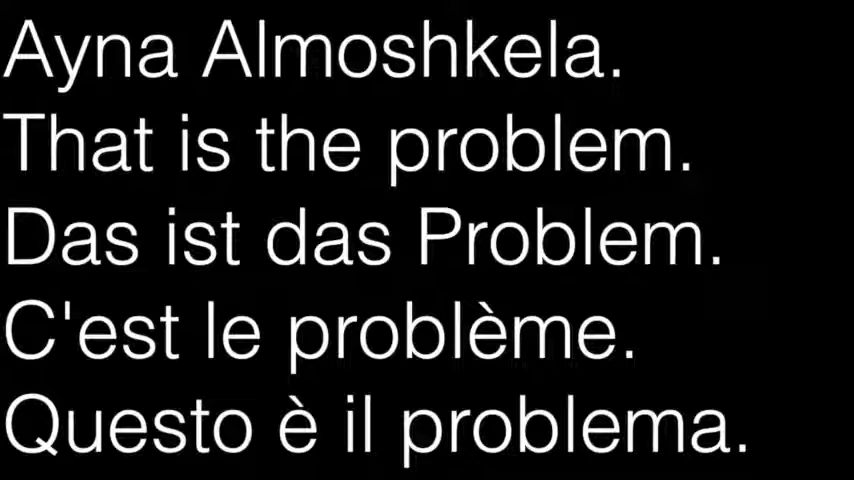 Ayna Almoshkela.
That is the problem.
Das ist das Problem.
C'est le problème.
Questo è il problema.